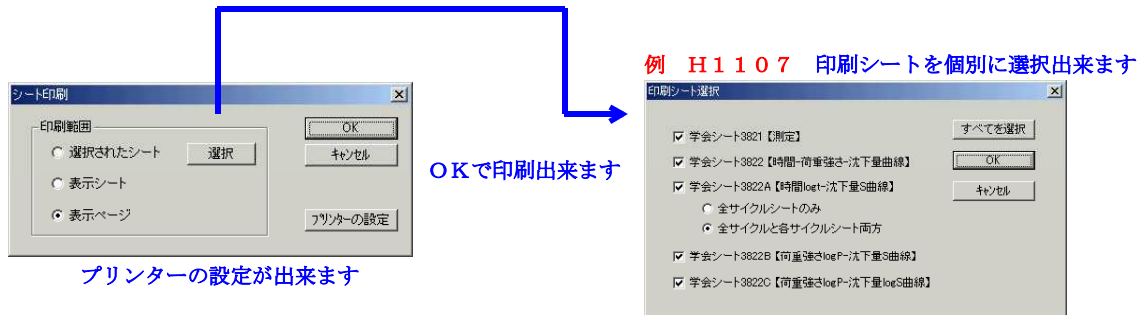 例　Ｈ１１０７　印刷シートを個別に選択出来ます
シート印刷
印刷範囲
選択されたシート
選択
表示シート
表示ページ
OK
キャンセル
プリンターの設定
ＯＫで印刷出来ます
プリンターの設定が出来ます
印刷シート選択
学会シート3821【測定】
学会シート3822【時間-荷重強さ-沈下量曲線】
学会シート3822A【時間logt-沈下量S曲線】
全サイクルシートのみ
全サイクルと各サイクルシート両方
学会シート3822B【荷重強さlogP-沈下量S曲線】
学会シート3822C【荷重強さlogP-沈下量logS曲線】
すべてを選択
OK
キャンセル